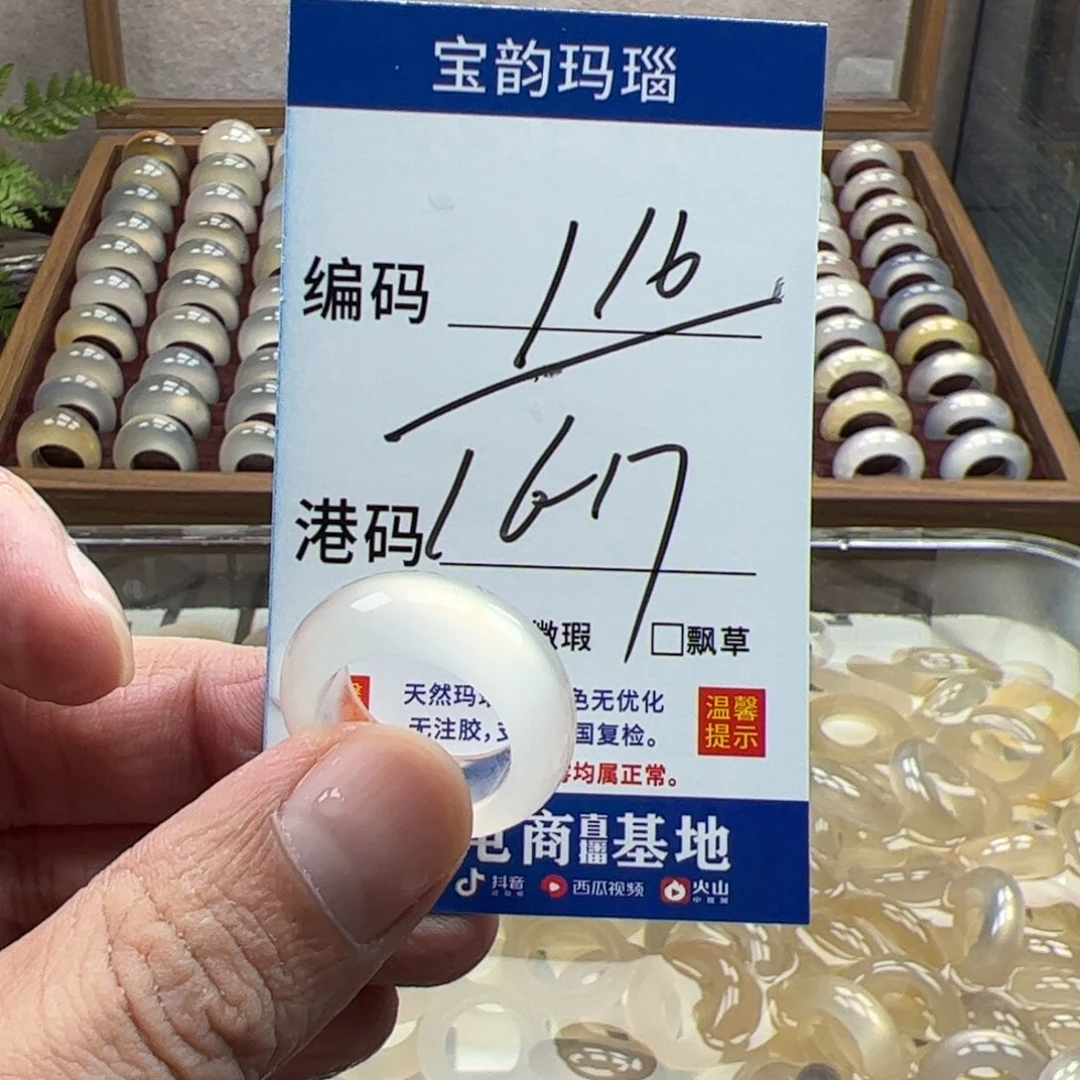 宝韵玛瑙
编码 116
港码 1617
微瑕 □飘草
天然玛 色无优化 温馨
无注胶, 国复检。 提示
均属正常。
电商直播基地
抖音 西瓜视频 火山